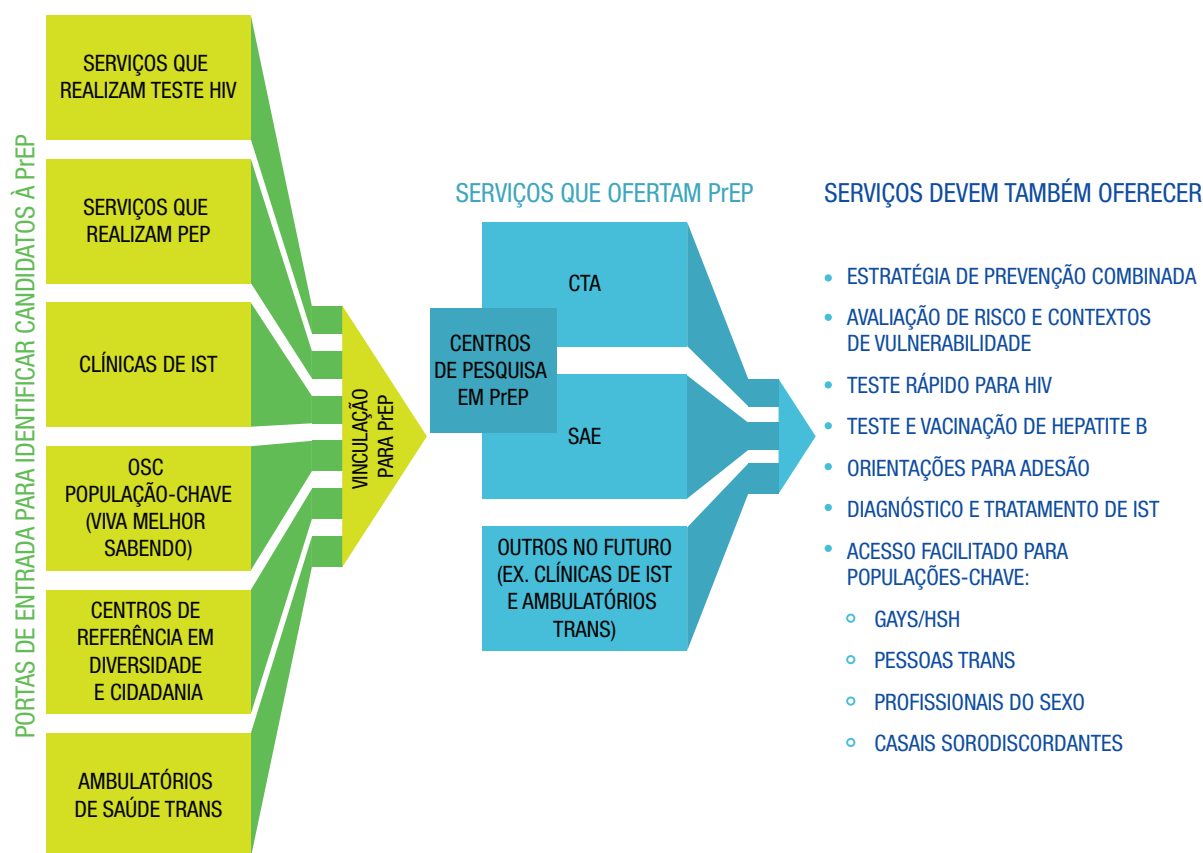 PORTAS DE ENTRADA PARA IDENTIFICAR CANDIDATOS À PrEP
SERVIÇOS QUE
REALIZAM TESTE HIV
SERVIÇOS QUE
REALIZAM PEP
CLÍNICAS DE IST
OSC
POPULAÇÃO-CHAVE
(VIVA MELHOR
SABENDO)
CENTROS DE
REFERÊNCIA EM
DIVERSIDADE
E CIDADANIA
AMBULATÓRIOS
DE SAÚDE TRANS
VINCULAÇÃO
PARA PrEP
SERVIÇOS QUE OFERTAM PrEP
CENTROS
DE PESQUISA
EM PrEP
CTA
SAE
OUTROS NO FUTURO
(EX. CLÍNICAS DE IST
E AMBULATÓRIOS
TRANS)
SERVIÇOS DEVEM TAMBÉM OFERECER
• ESTRATÉGIA DE PREVENÇÃO COMBINADA
• AVALIAÇÃO DE RISCO E CONTEXTOS
DE VULNERABILIDADE
• TESTE RÁPIDO PARA HIV
• TESTE E VACINAÇÃO DE HEPATITE B
• ORIENTAÇÕES PARA ADESÃO
• DIAGNÓSTICO E TRATAMENTO DE IST
• ACESSO FACILITADO PARA
POPULAÇÕES-CHAVE:
○ GAYS/HSH
○ PESSOAS TRANS
○ PROFISSIONAIS DO SEXO
○ CASAIS SORODISCORDANTES